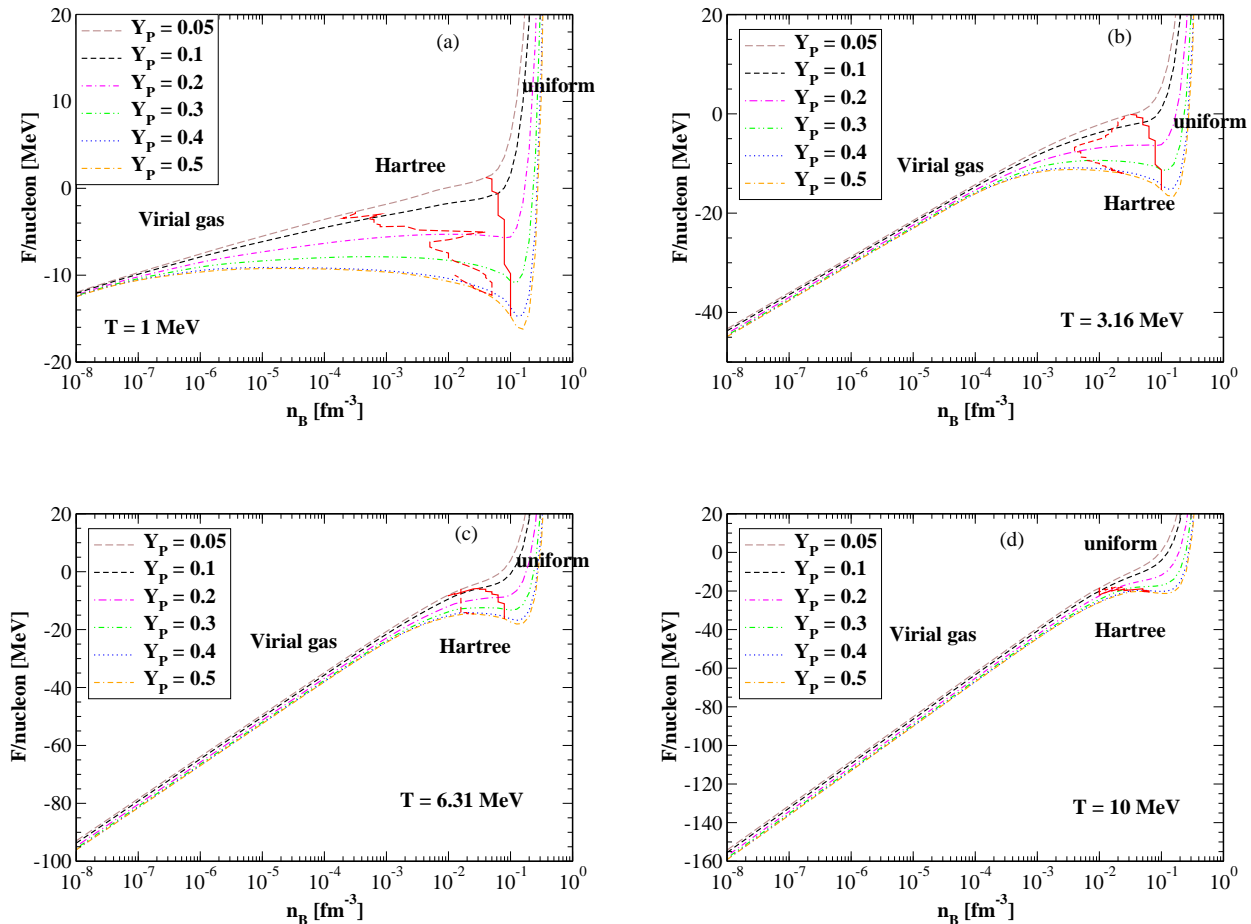 (a)
Y_P = 0.05
Y_P = 0.1
Y_P = 0.2
Y_P = 0.3
Y_P = 0.4
Y_P = 0.5
uniform
Hartree
Virial gas
T = 1 MeV
F/nucleon [MeV]
20
10
0
-10
-20
10^-8
10^-7
10^-6
10^-5
10^-4
10^-3
10^-2
10^-1
10^0
n_B [fm^-3]
(b)
Y_P = 0.05
Y_P = 0.1
Y_P = 0.2
Y_P = 0.3
Y_P = 0.4
Y_P = 0.5
uniform
Virial gas
Hartree
T = 3.16 MeV
F/nucleon [MeV]
20
0
-20
-40
10^-8
10^-7
10^-6
10^-5
10^-4
10^-3
10^-2
10^-1
10^0
n_B [fm^-3]
(c)
Y_P = 0.05
Y_P = 0.1
Y_P = 0.2
Y_P = 0.3
Y_P = 0.4
Y_P = 0.5
uniform
Virial gas
Hartree
T = 6.31 MeV
F/nucleon [MeV]
20
0
-20
-40
-60
-80
-100
10^-8
10^-7
10^-6
10^-5
10^-4
10^-3
10^-2
10^-1
10^0
n_B [fm^-3]
(d)
Y_P = 0.05
Y_P = 0.1
Y_P = 0.2
Y_P = 0.3
Y_P = 0.4
Y_P = 0.5
uniform
Virial gas
Hartree
T = 10 MeV
F/nucleon [MeV]
20
0
-20
-40
-60
-80
-100
-120
-140
-160
10^-8
10^-7
10^-6
10^-5
10^-4
10^-3
10^-2
10^-1
10^0
n_B [fm^-3]